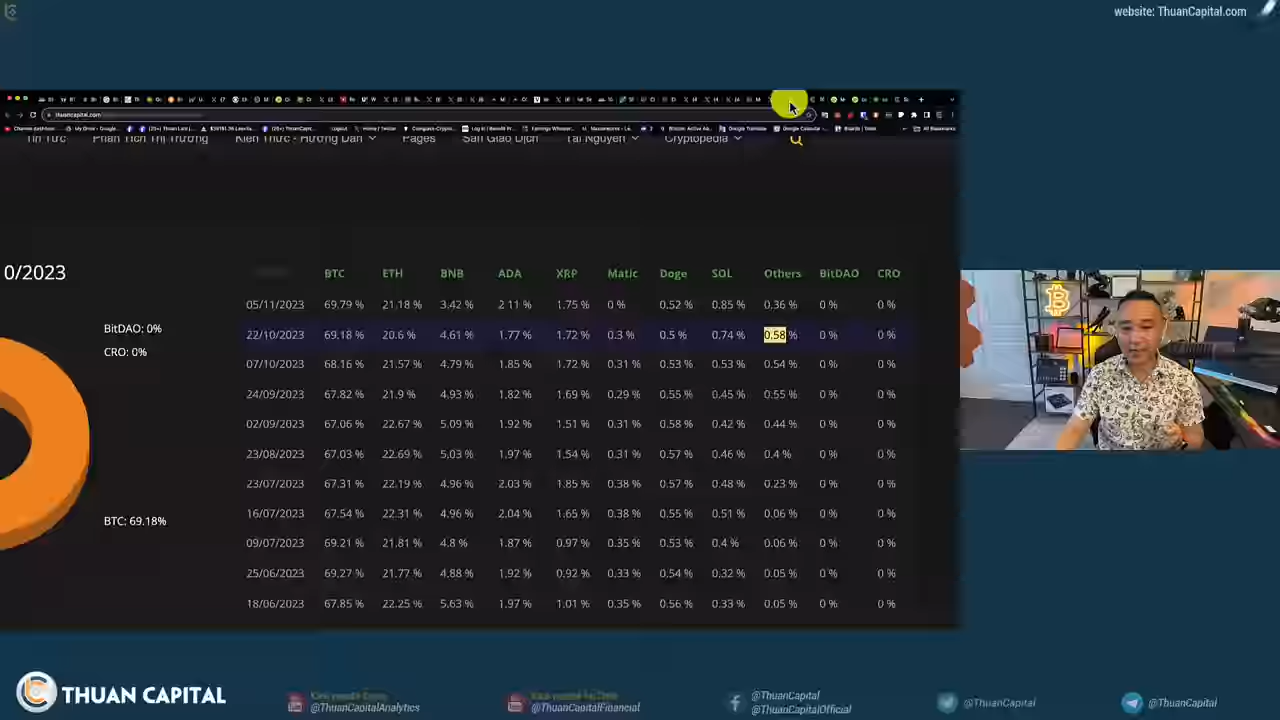 website: ThuanCapital.com
thuancapital.com
Tin Tức Phân Tích Thị Trường Kiến Thức - Hướng Dẫn Pages Sàn Giao Dịch Tài Nguyên Cryptopedia
0/2023
BitDAO: 0%
CRO: 0%
BTC: 69.18%
BTC ETH BNB ADA XRP Matic Doge SOL Others BitDAO CRO
05/11/2023 69.79 % 21.18 % 3.42 % 2.11 % 1.75 % 0 % 0.52 % 0.85 % 0.36 % 0 % 0 %
22/10/2023 69.18 % 20.6 % 4.61 % 1.77 % 1.72 % 0.3 % 0.5 % 0.74 % 0.58 % 0 % 0 %
07/10/2023 68.16 % 21.57 % 4.79 % 1.85 % 1.72 % 0.31 % 0.53 % 0.53 % 0.54 % 0 % 0 %
24/09/2023 67.82 % 21.9 % 4.93 % 1.82 % 1.69 % 0.29 % 0.55 % 0.45 % 0.55 % 0 % 0 %
02/09/2023 67.06 % 22.67 % 5.09 % 1.92 % 1.51 % 0.31 % 0.58 % 0.42 % 0.44 % 0 % 0 %
23/08/2023 67.03 % 22.69 % 5.03 % 1.97 % 1.54 % 0.31 % 0.57 % 0.46 % 0.4 % 0 % 0 %
23/07/2023 67.31 % 22.19 % 4.96 % 2.03 % 1.85 % 0.38 % 0.57 % 0.48 % 0.23 % 0 % 0 %
16/07/2023 67.54 % 22.31 % 4.96 % 2.04 % 1.65 % 0.38 % 0.55 % 0.51 % 0.06 % 0 % 0 %
09/07/2023 69.21 % 21.81 % 4.8 % 1.87 % 0.97 % 0.35 % 0.53 % 0.4 % 0.06 % 0 % 0 %
25/06/2023 69.27 % 21.77 % 4.88 % 1.92 % 0.92 % 0.33 % 0.54 % 0.32 % 0.05 % 0 % 0 %
18/06/2023 67.85 % 22.25 % 5.63 % 1.97 % 1.01 % 0.35 % 0.56 % 0.33 % 0.05 % 0 % 0 %
THUAN CAPITAL
@ThuanCapitalAnalytics
@ThuanCapitalFinancial
@ThuanCapital
@ThuanCapitalOfficial
@ThuanCapital
@ThuanCapital